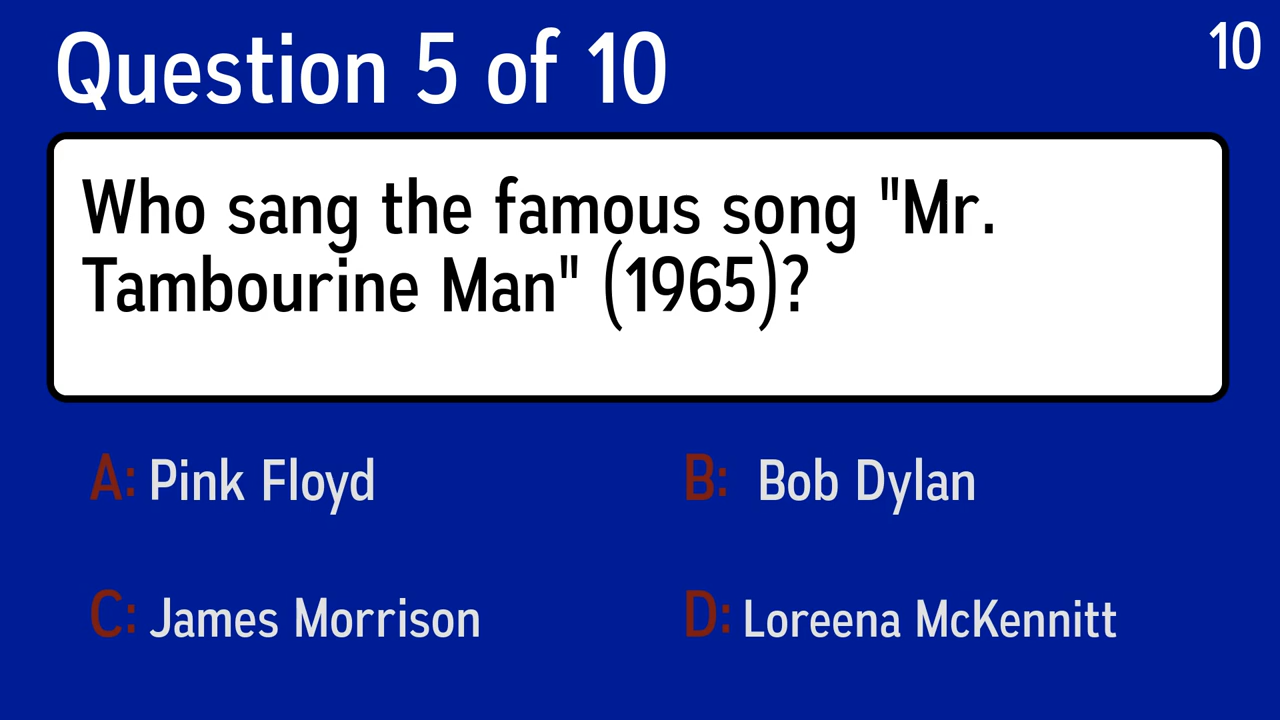 Question 5 of 10
10
Who sang the famous song "Mr.
Tambourine Man" (1965)?
A: Pink Floyd
B: Bob Dylan
C: James Morrison
D: Loreena McKennitt